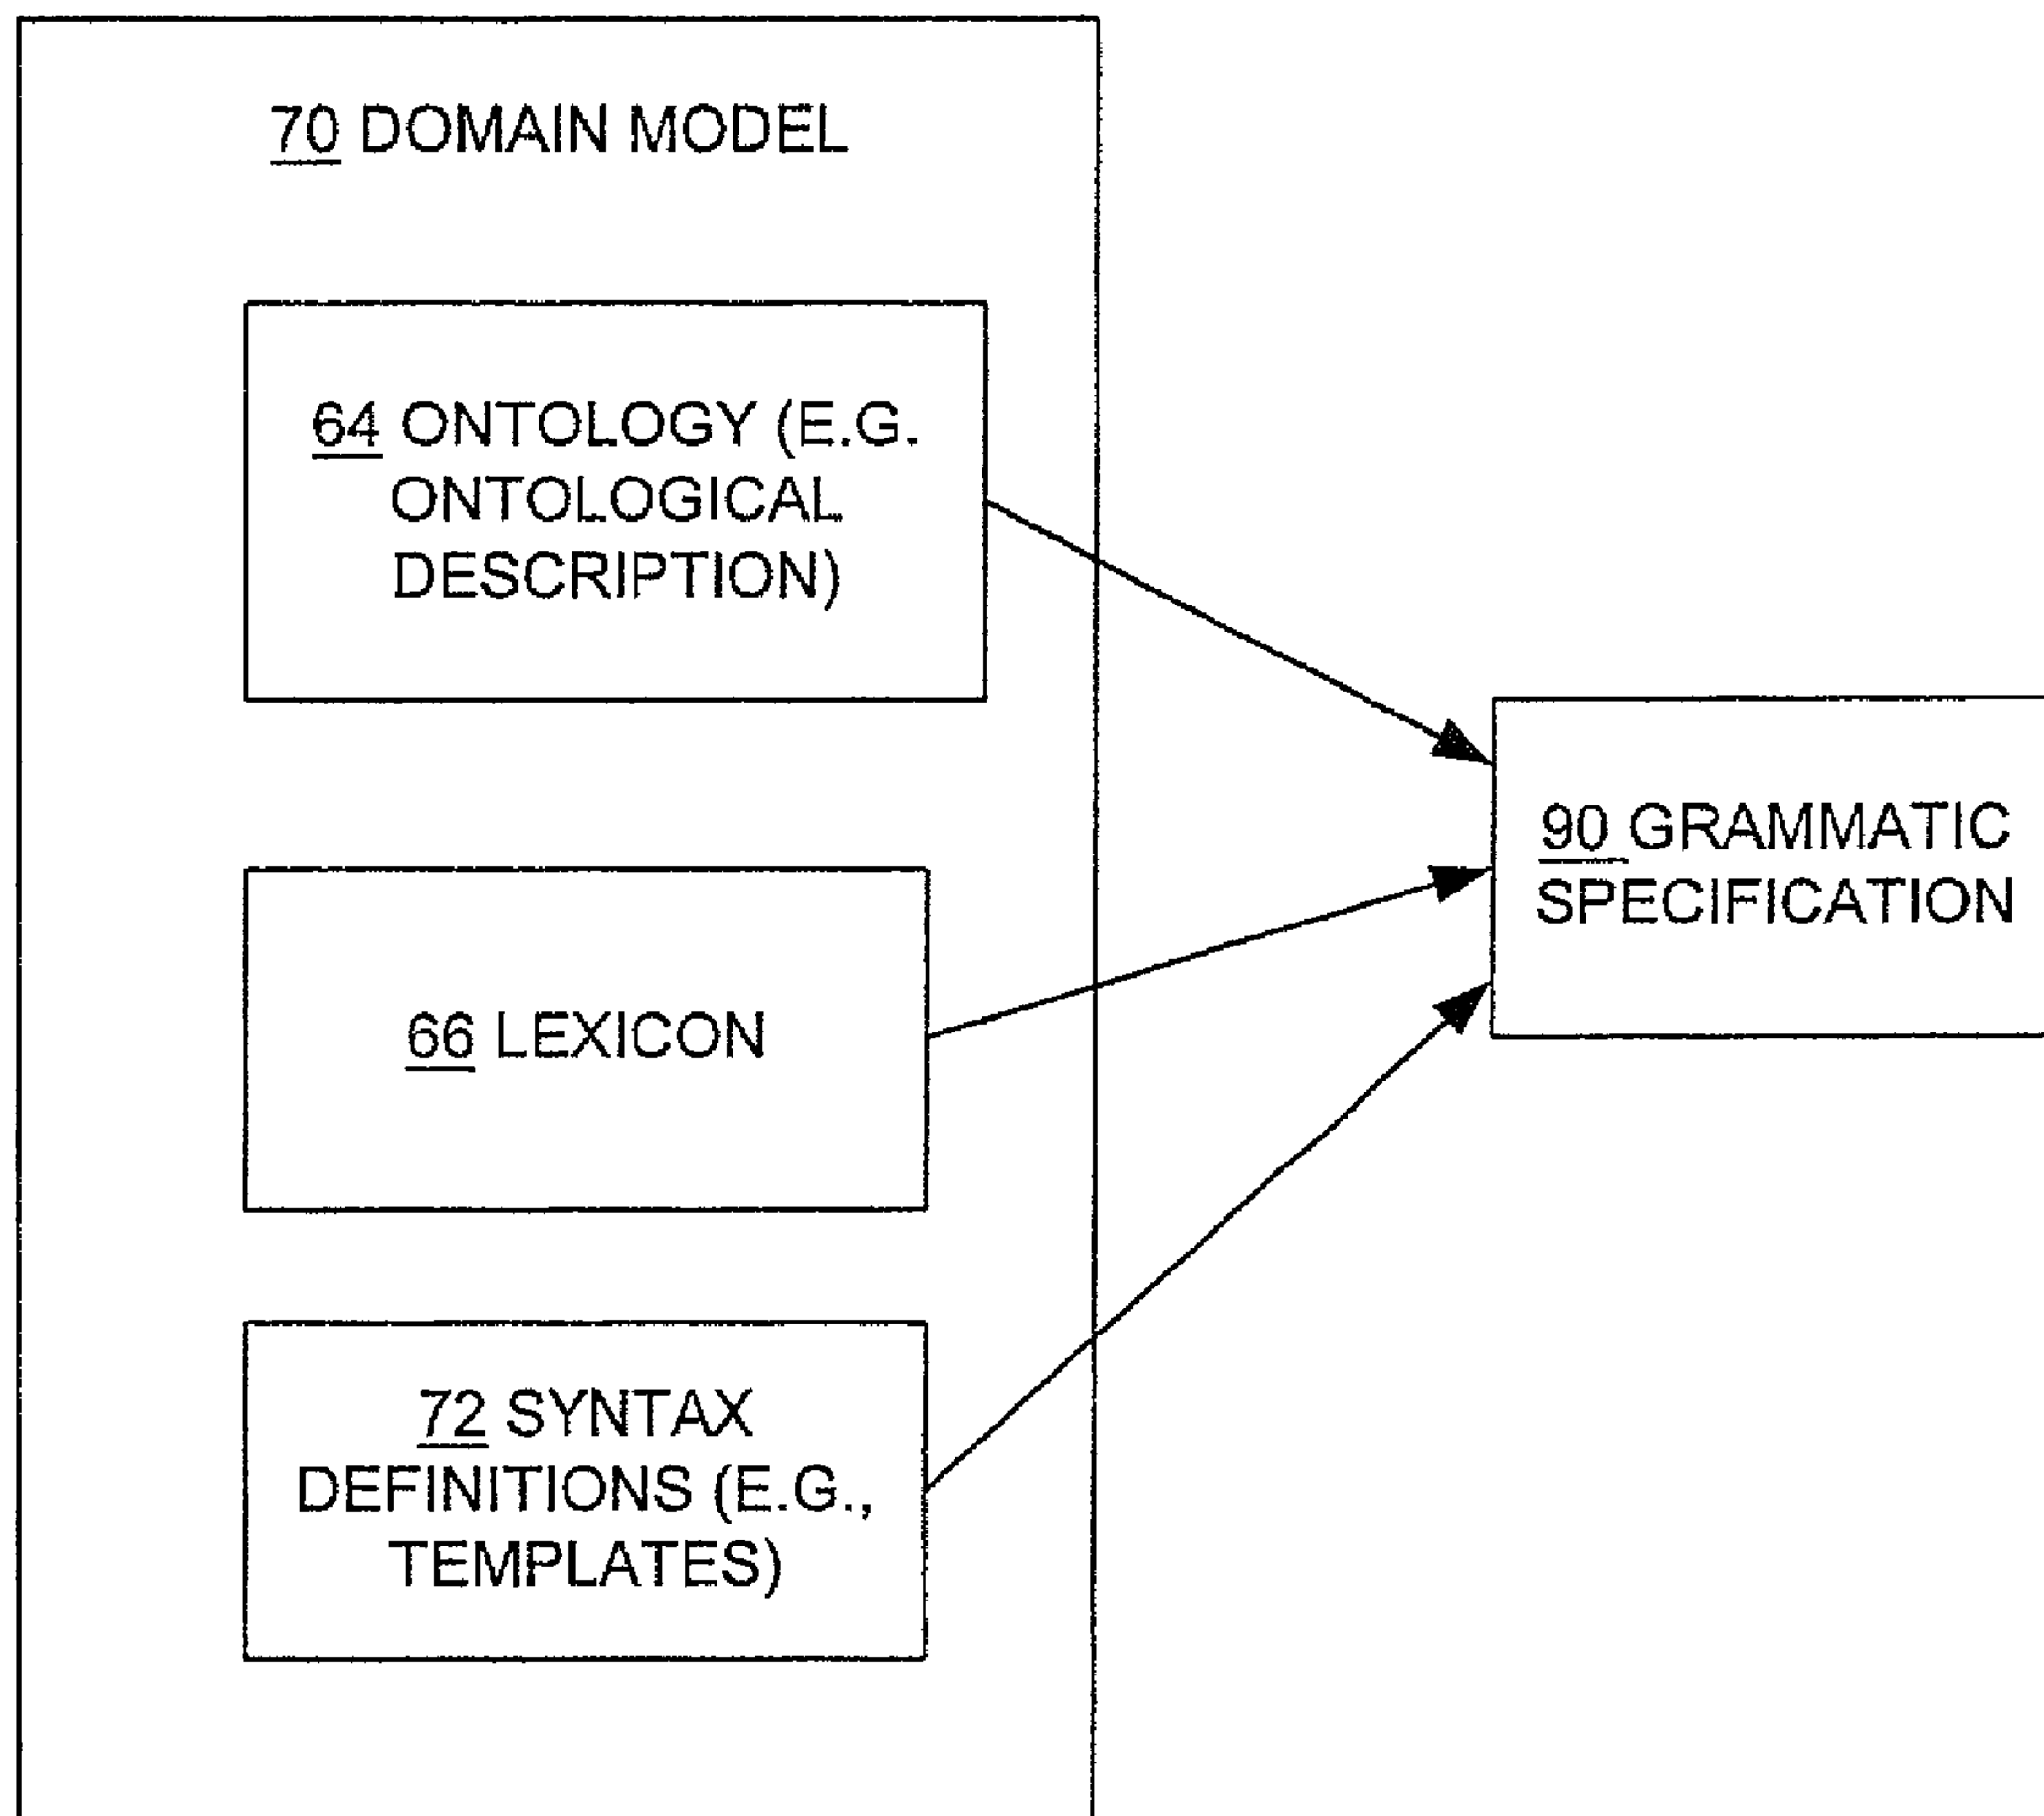 70 DOMAIN MODEL
64 ONTOLOGY (E.G.
ONTOLOGICAL
DESCRIPTION)
90 GRAMMATIC
SPECIFICATION
66 LEXICON
72 SYNTAX
DEFINITIONS (E.G.,
TEMPLATES)